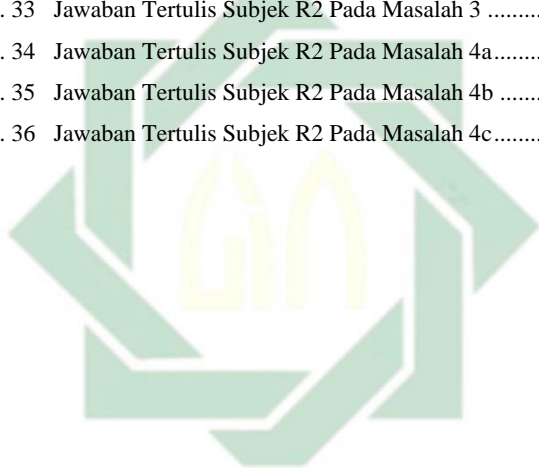 . 33 Jawaban Tertulis Subjek R2 Pada Masalah 3 .........
. 34 Jawaban Tertulis Subjek R2 Pada Masalah 4a........
. 35 Jawaban Tertulis Subjek R2 Pada Masalah 4b .......
. 36 Jawaban Tertulis Subjek R2 Pada Masalah 4c........